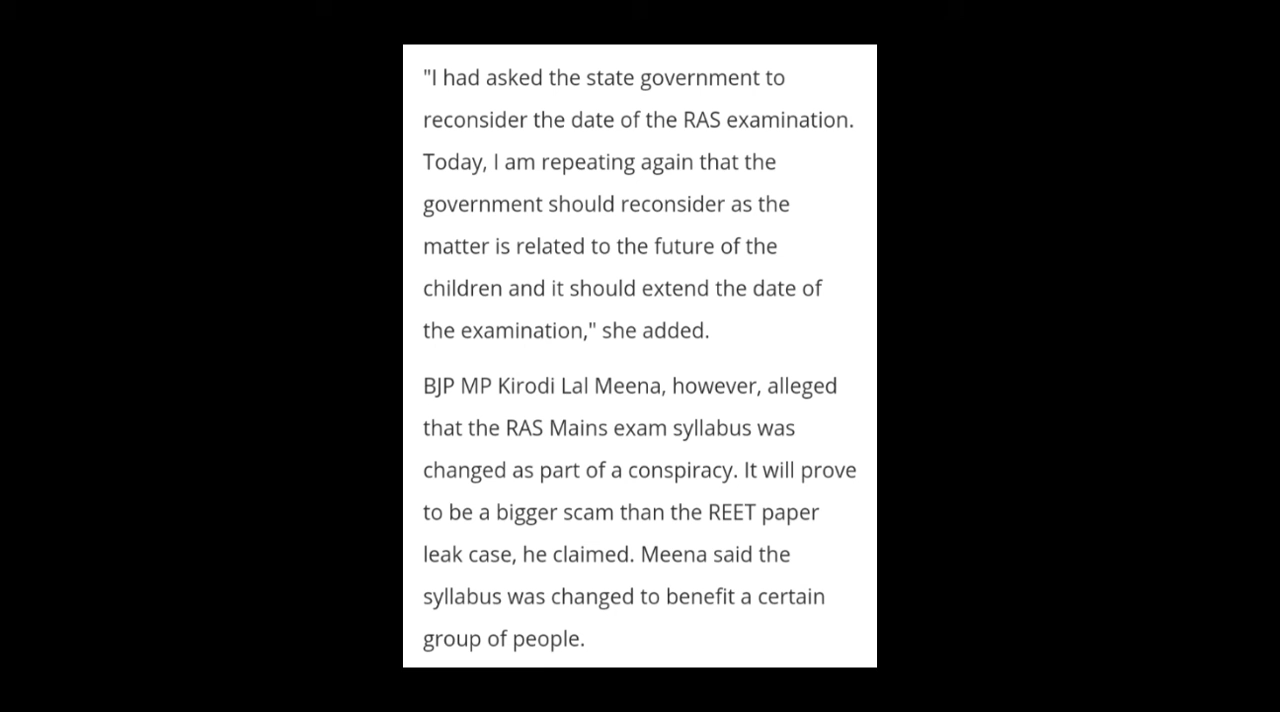 "I had asked the state government to
reconsider the date of the RAS examination.
Today, I am repeating again that the
government should reconsider as the
matter is related to the future of the
children and it should extend the date of
the examination," she added.
BJP MP Kirodi Lal Meena, however, alleged
that the RAS Mains exam syllabus was
changed as part of a conspiracy. It will prove
to be a bigger scam than the REET paper
leak case, he claimed. Meena said the
syllabus was changed to benefit a certain
group of people.